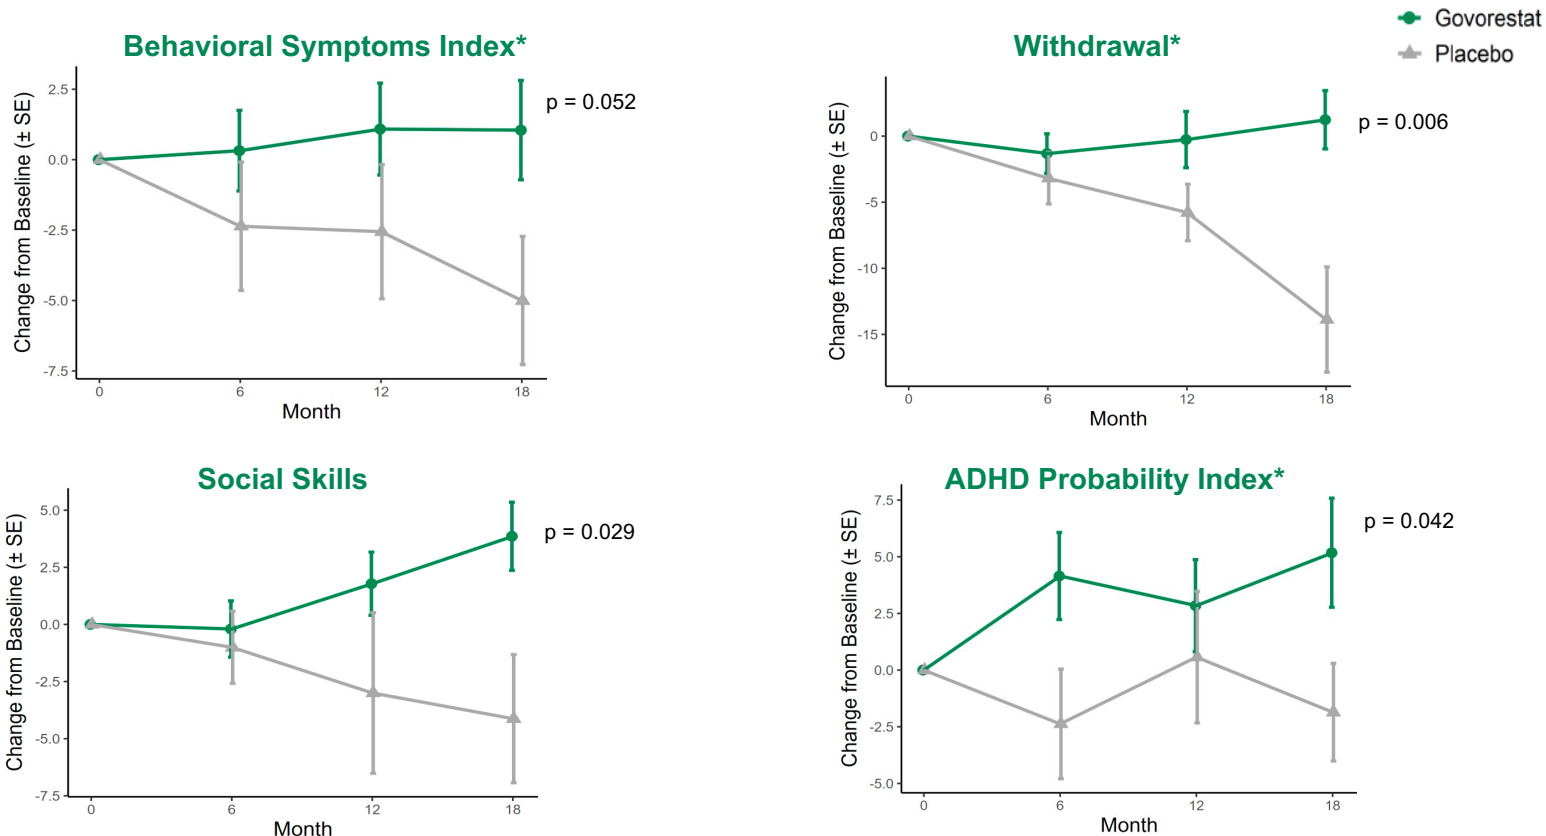 Govorestat
Placebo
Behavioral Symptoms Index*
Change from Baseline (± SE)
2.5
0.0
-2.5
-5.0
-7.5
0 6 12 18
Month
p = 0.052
Withdrawal*
Change from Baseline (± SE)
0
-5
-10
-15
0 6 12 18
Month
p = 0.006
Social Skills
Change from Baseline (± SE)
5.0
2.5
0.0
-2.5
-5.0
-7.5
0 6 12 18
Month
p = 0.029
ADHD Probability Index*
Change from Baseline (± SE)
7.5
5.0
2.5
0.0
-2.5
-5.0
0 6 12 18
Month
p = 0.042